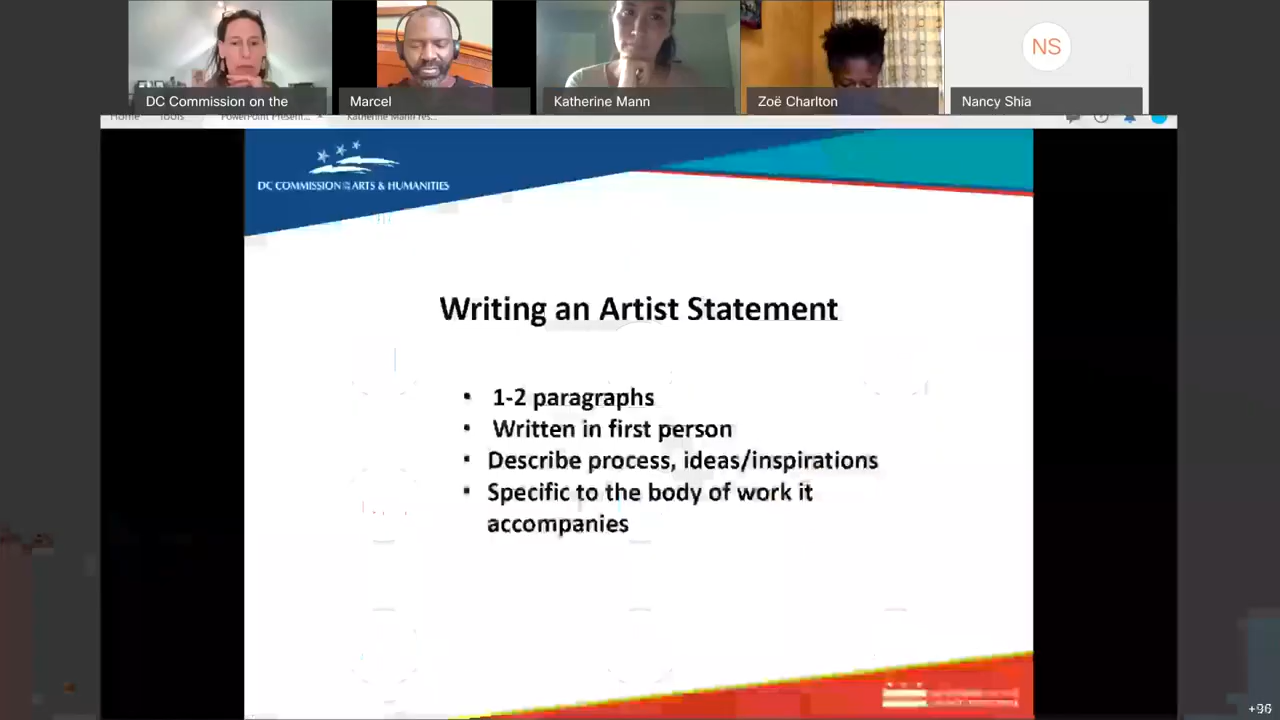 NS
DC Commission on the
Marcel
Katherine Mann
Zoë Charlton
Nancy Shia
Home Tools PowerPoint Present... Katherine Mann res...
DC COMMISSION ON THE ARTS & HUMANITIES
Writing an Artist Statement
• 1-2 paragraphs
• Written in first person
• Describe process, ideas/inspirations
• Specific to the body of work it
accompanies
+96